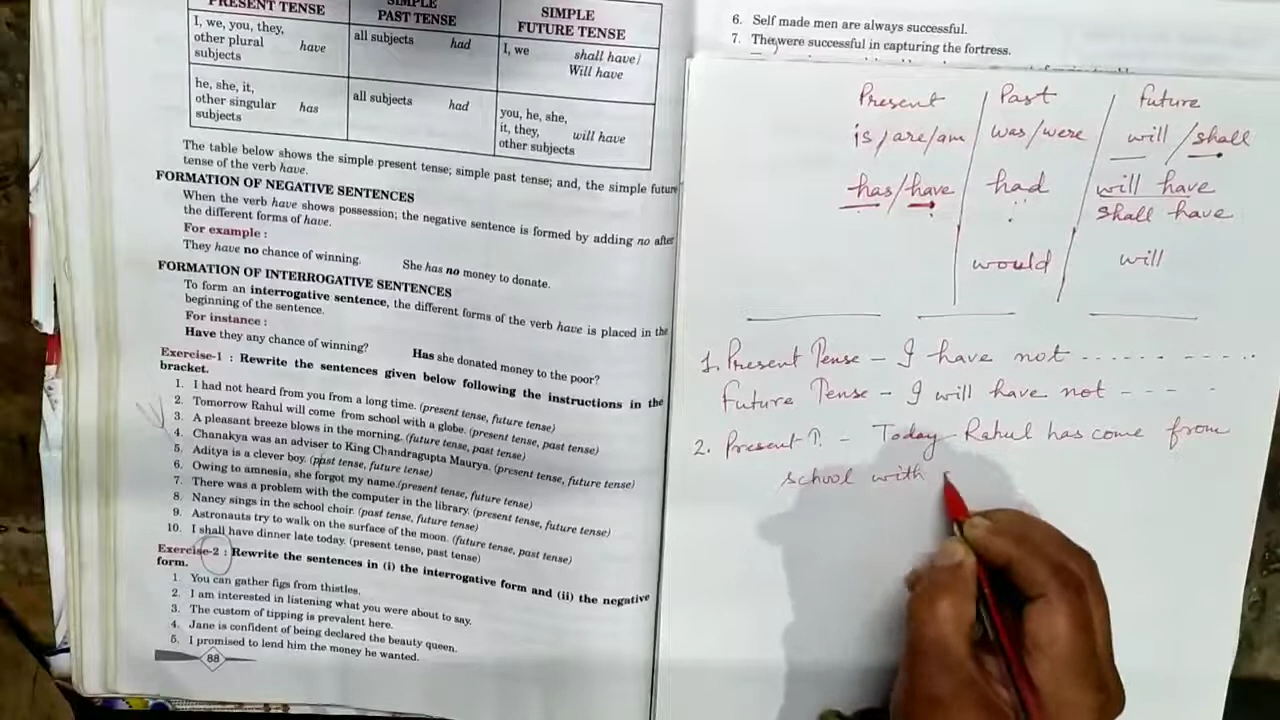 PRESENT TENSE
SIMPLE
PAST TENSE
SIMPLE
FUTURE TENSE
I, we, you, they,
other plural have
subjects
all subjects had
I, we shall have/
Will have
he, she, it,
other singular has
subjects
all subjects had
you, he, she,
it, they, will have
other subjects
The table below shows the simple present tense; simple past tense; and, the simple future
tense of the verb have.
FORMATION OF NEGATIVE SENTENCES
When the verb have shows possession; the negative sentence is formed by adding no after
the different forms of have.
For example :
They have no chance of winning. She has no money to donate.
FORMATION OF INTERROGATIVE SENTENCES
To form an interrogative sentence, the different forms of the verb have is placed in the
beginning of the sentence.
For instance :
Have they any chance of winning? Has she donated money to the poor?
Exercise-1 : Rewrite the sentences given below following the instructions in the
bracket.
1. I had not heard from you from a long time. (present tense, future tense)
2. Tomorrow Rahul will come from school with a globe. (present tense, past tense)
3. A pleasant breeze blows in the morning. (future tense, past tense)
4. Chanakya was an adviser to King Chandragupta Maurya. (present tense, future tense)
5. Aditya is a clever boy. (past tense, future tense)
6. Owing to amnesia, she forgot my name.(present tense, future tense)
7. There was a problem with the computer in the library. (present tense, future tense)
8. Nancy sings in the school choir. (past tense, future tense)
9. Astronauts try to walk on the surface of the moon. (future tense, past tense)
10. I shall have dinner late today. (present tense, past tense)
Exercise-2 : Rewrite the sentences in (i) the interrogative form and (ii) the negative
form.
1. You can gather figs from thistles.
2. I am interested in listening what you were about to say.
3. The custom of tipping is prevalent here.
4. Jane is confident of being declared the beauty queen.
5. I promised to lend him the money he wanted.
88
6. Self made men are always successful.
7. The were successful in capturing the fortress.
Present Past Future
is/are/am was/were will/shall
has/have had will have
shall have
would will
1. Present Tense - I have not ...... - - - - ..
Future Tense - I will have not - - - -
2. Present T. - Today Rahul has come from
school with